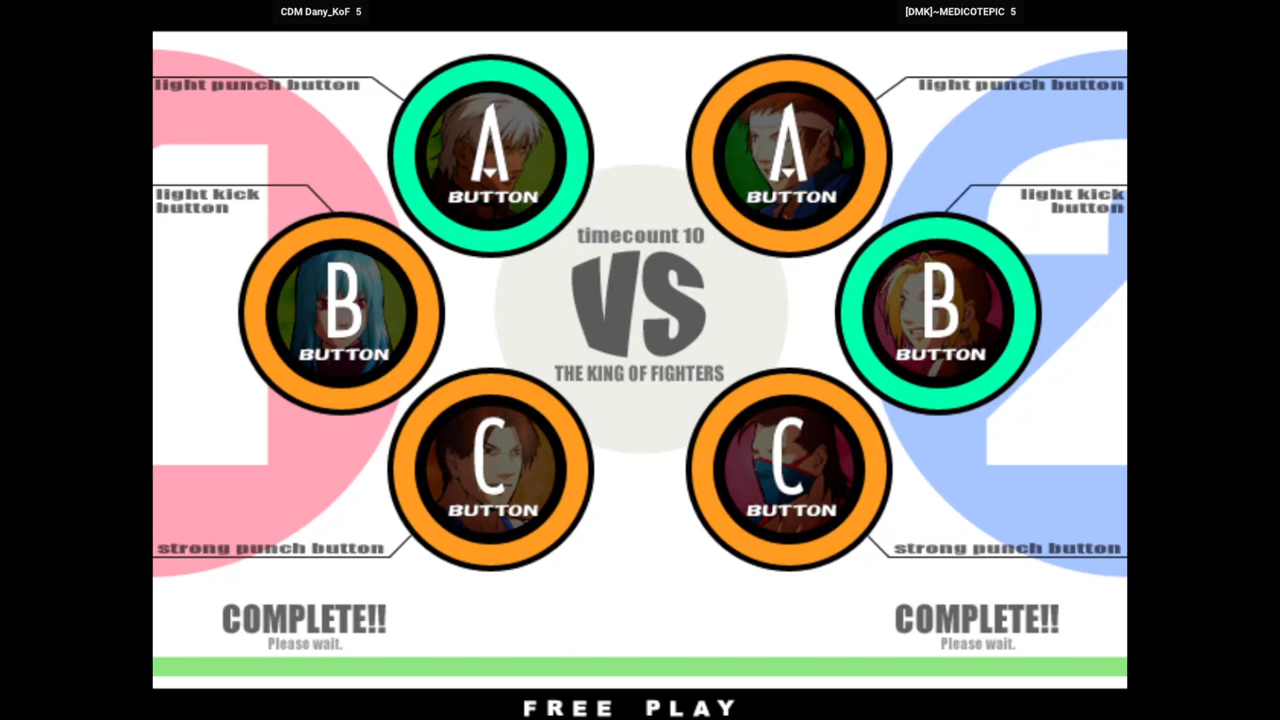 CDM Dany_KoF 5
[DMK]~MEDICOTEPIC 5
light punch button
A
BUTTON
A
BUTTON
light punch button
light kick
button
light kick
button
timecount 10
VS
THE KING OF FIGHTERS
1
B
BUTTON
B
BUTTON
2
C
BUTTON
C
BUTTON
strong punch button
strong punch button
COMPLETE!!
Please wait.
COMPLETE!!
Please wait.
FREE PLAY